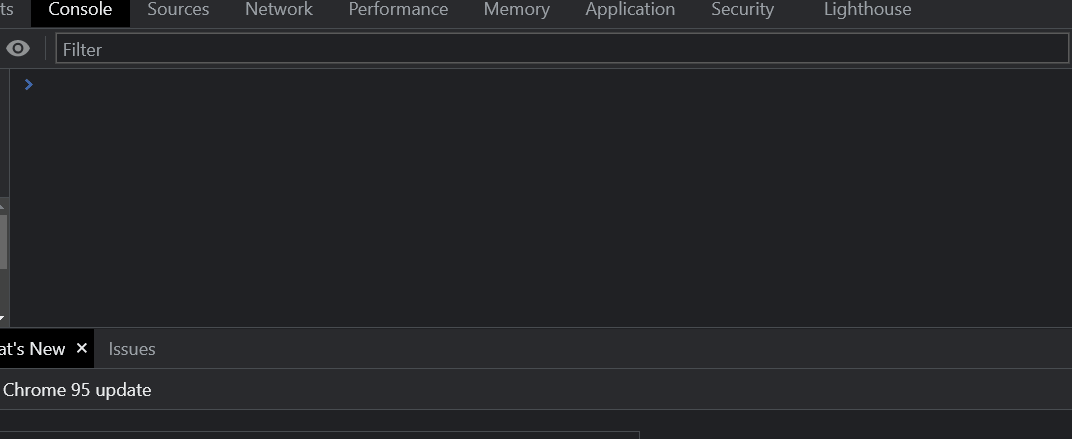 ts Console Sources Network Performance Memory Application Security Lighthouse
Filter
at's New Issues
Chrome 95 update